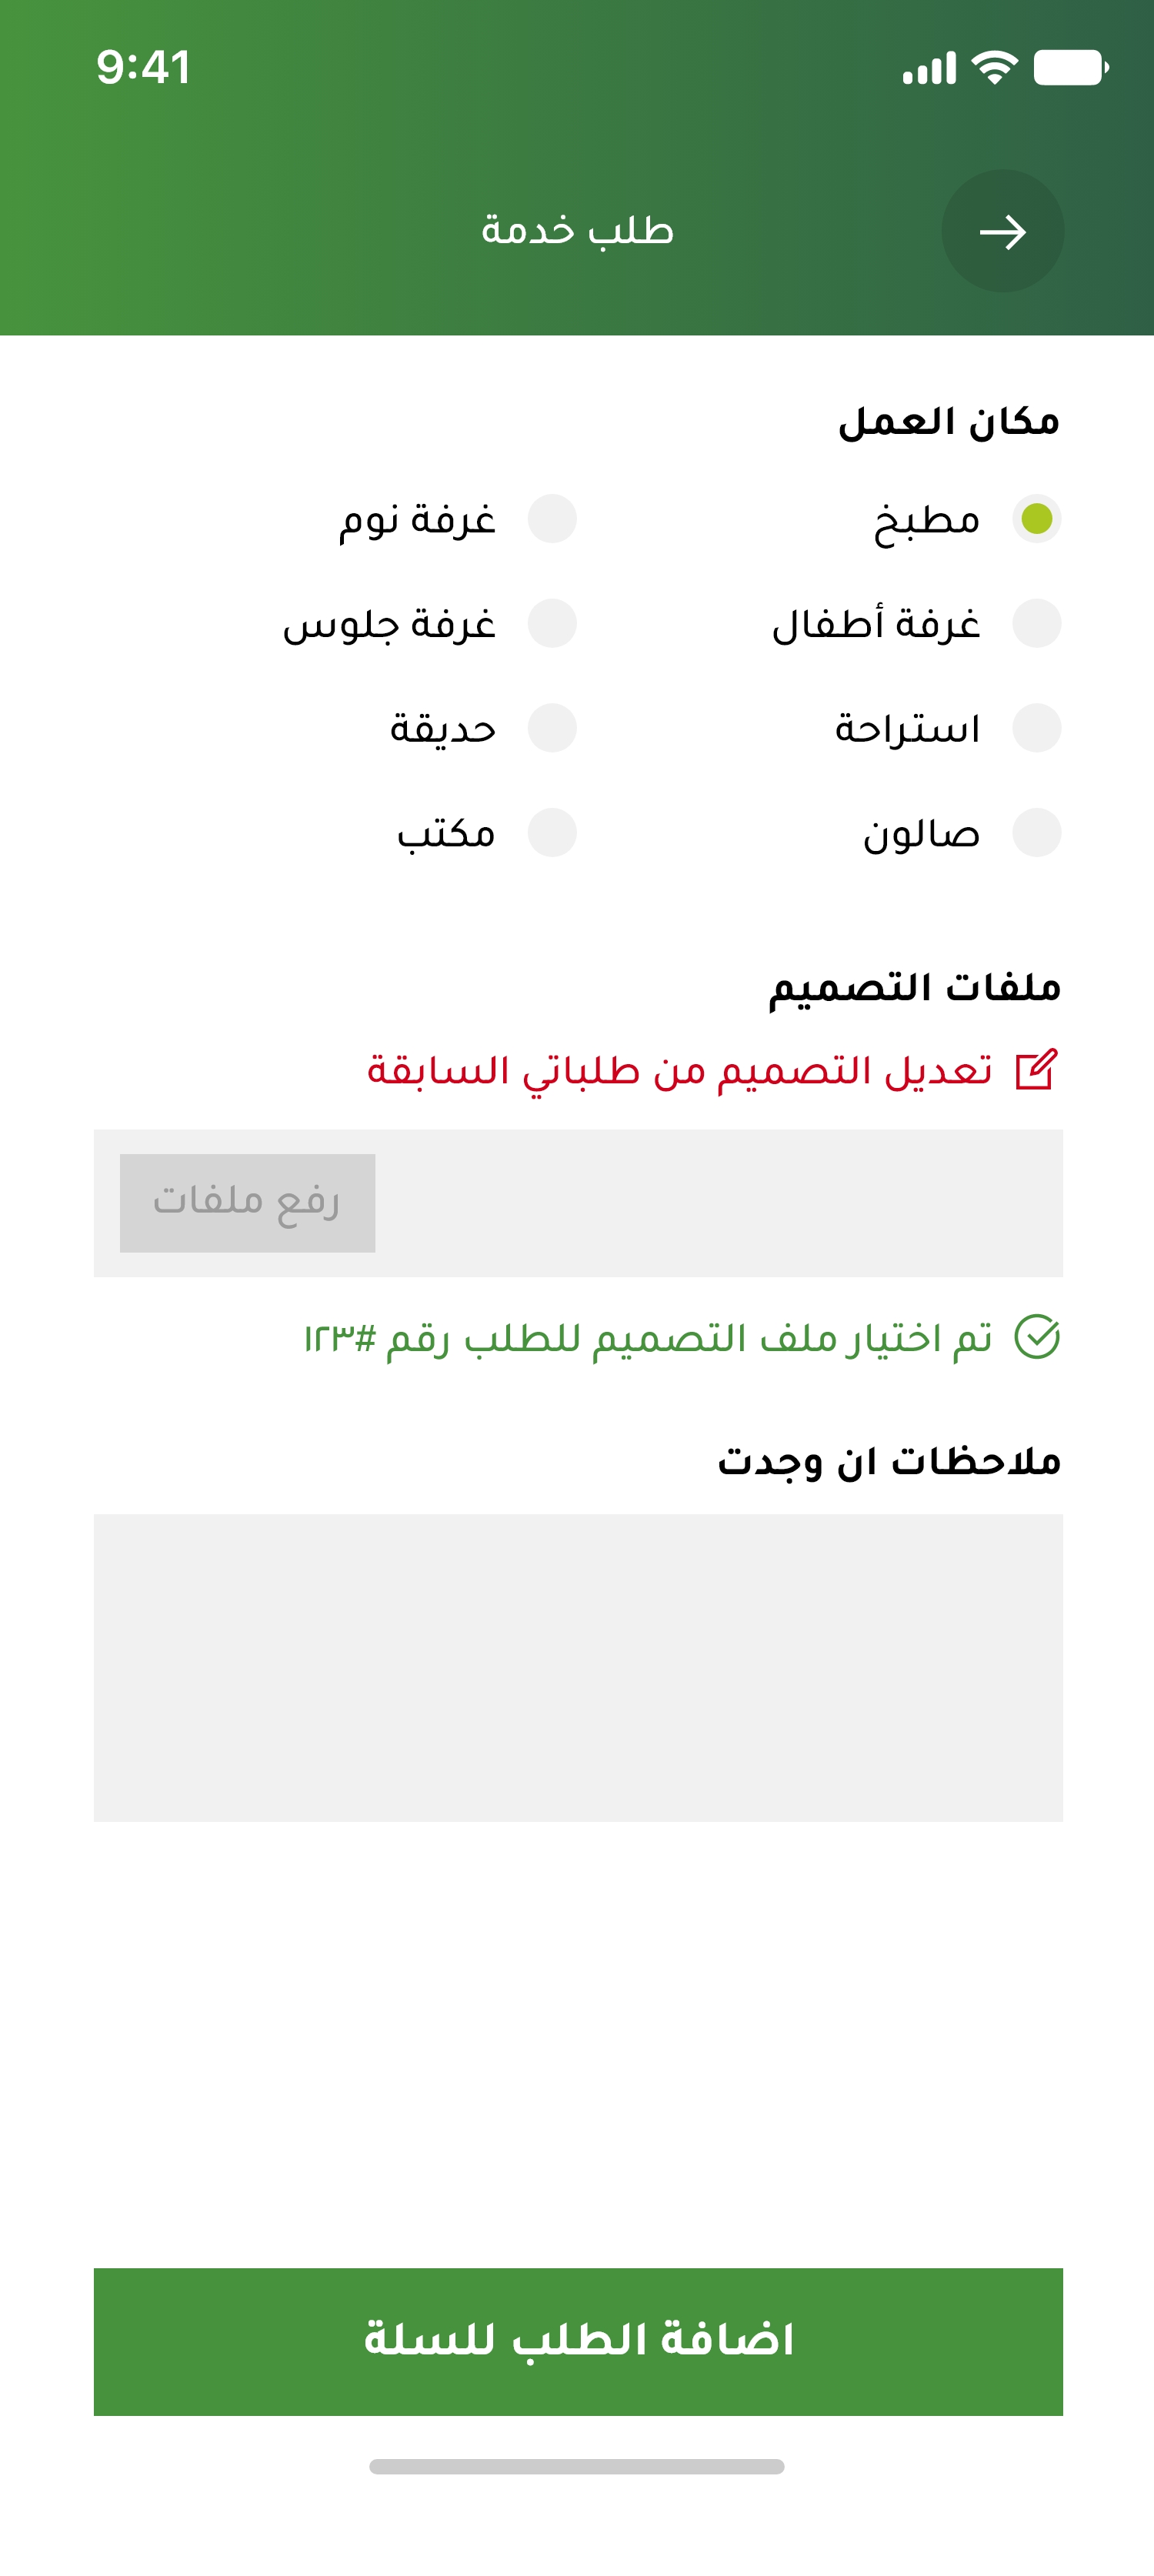 9:41
طلب خدمة
مكان العمل
مطبخ
غرفة نوم
غرفة أطفال
غرفة جلوس
استراحة
حديقة
صالون
مكتب
ملفات التصميم
تعديل التصميم من طلباتي السابقة
رفع ملفات
تم اختيار ملف التصميم للطلب رقم #١٢٣
ملاحظات ان وجدت
اضافة الطلب للسلة